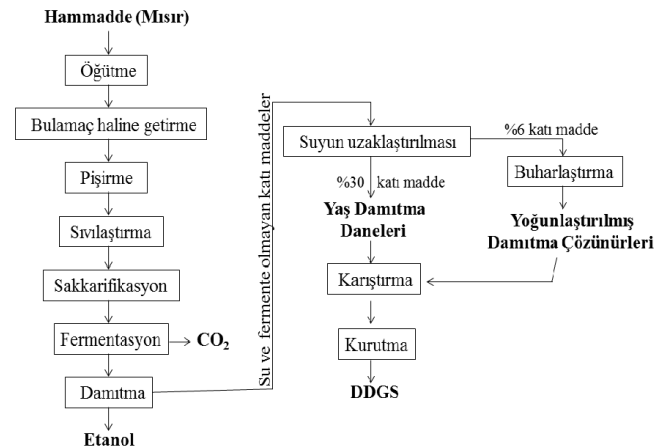 Hammadde (Mısır)
Öğütme
Bulamaç haline getirme
Pişirme
Sıvılaştırma
Sakkarifikasyon
Fermentasyon
CO₂
Damıtma
Etanol
Su ve fermente olmayan katı maddeler
Suyun uzaklaştırılması
%6 katı madde
Buharlaştırma
%30 katı madde
Yaş Damıtma
Daneleri
Yoğunlaştırılmış
Damıtma Çözünürleri
Karıştırma
Kurutma
DDGS